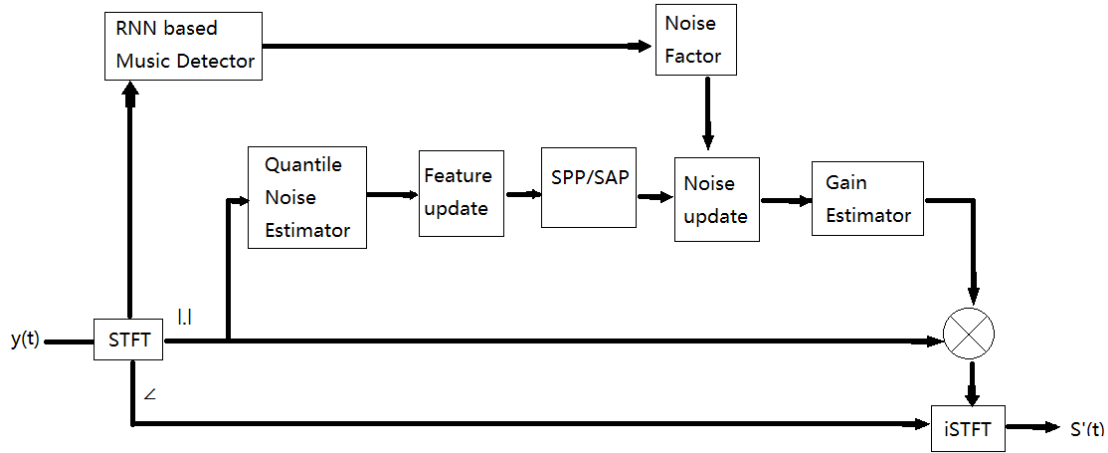 RNN based
Music Detector
Noise
Factor
Quantile
Noise
Estimator
Feature
update
SPP/SAP
Noise
update
Gain
Estimator
y(t)
STFT
|.|
∠
iSTFT
S'(t)